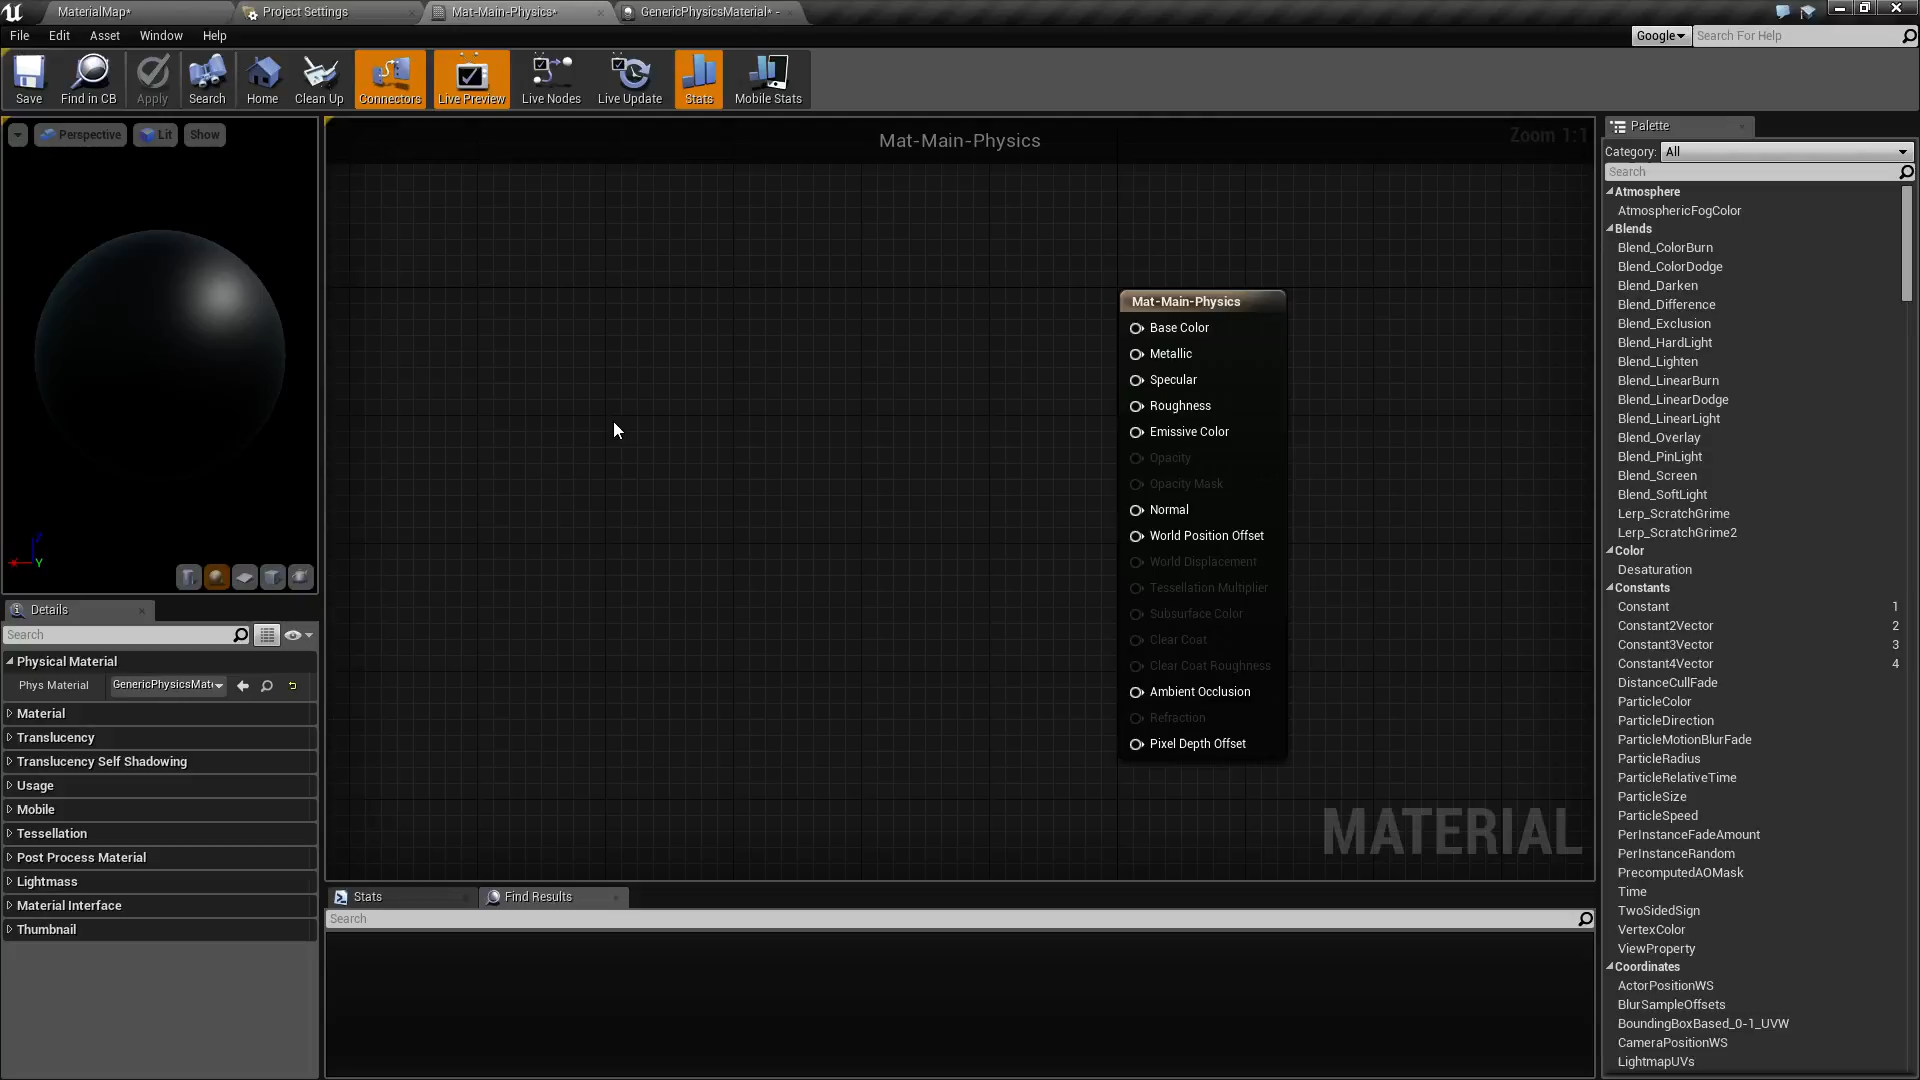 MaterialMap*
Project Settings
Mat-Main-Physics*
GenericPhysicsMaterial* -
File Edit Asset Window Help
Google
Search For Help
Save
Find in CB
Apply
Search
Home
Clean Up
Connectors
Live Preview
Live Nodes
Live Update
Stats
Mobile Stats
Perspective
Lit
Show
Z
Y
Mat-Main-Physics
Zoom 1:1
Mat-Main-Physics
Base Color
Metallic
Specular
Roughness
Emissive Color
Opacity
Opacity Mask
Normal
World Position Offset
World Displacement
Tessellation Multiplier
Subsurface Color
Clear Coat
Clear Coat Roughness
Ambient Occlusion
Refraction
Pixel Depth Offset
MATERIAL
Details
Search
Physical Material
Phys Material
GenericPhysicsMate
Material
Translucency
Translucency Self Shadowing
Usage
Mobile
Tessellation
Post Process Material
Lightmass
Material Interface
Thumbnail
Stats
Find Results
Search
Palette
Category: All
Search
Atmosphere
AtmosphericFogColor
Blends
Blend_ColorBurn
Blend_ColorDodge
Blend_Darken
Blend_Difference
Blend_Exclusion
Blend_HardLight
Blend_Lighten
Blend_LinearBurn
Blend_LinearDodge
Blend_LinearLight
Blend_Overlay
Blend_PinLight
Blend_Screen
Blend_SoftLight
Lerp_ScratchGrime
Lerp_ScratchGrime2
Color
Desaturation
Constants
Constant 1
Constant2Vector 2
Constant3Vector 3
Constant4Vector 4
DistanceCullFade
ParticleColor
ParticleDirection
ParticleMotionBlurFade
ParticleRadius
ParticleRelativeTime
ParticleSize
ParticleSpeed
PerInstanceFadeAmount
PerInstanceRandom
PrecomputedAOMask
Time
TwoSidedSign
VertexColor
ViewProperty
Coordinates
ActorPositionWS
BlurSampleOffsets
BoundingBoxBased_0-1_UVW
CameraPositionWS
LightmapUVs